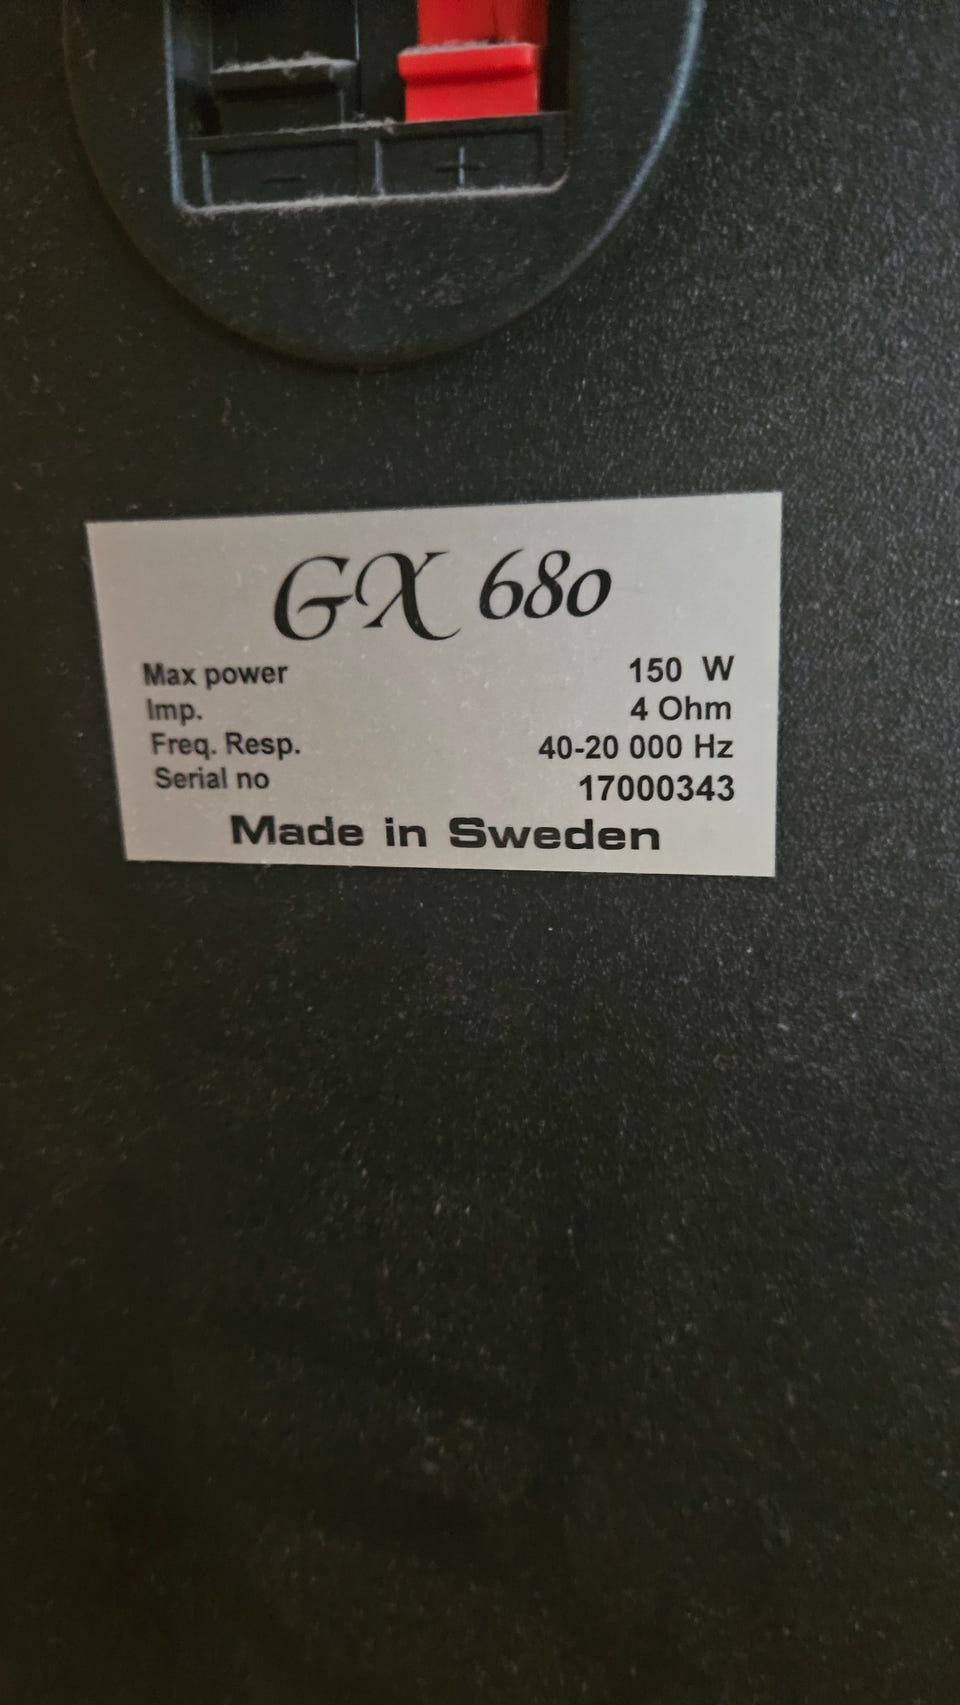 - +
GX 680
Max power 150 W
Imp. 4 Ohm
Freq. Resp. 40-20 000 Hz
Serial no 17000343
Made in Sweden